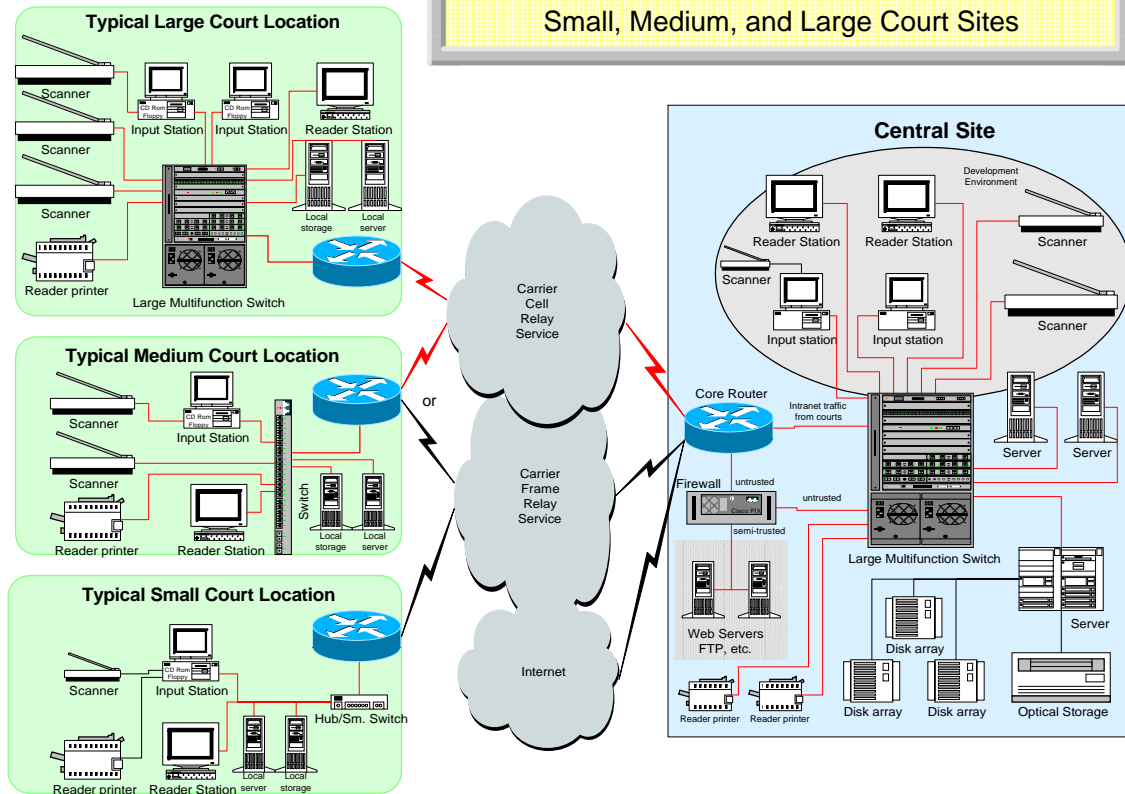 Small, Medium, and Large Court Sites
Typical Large Court Location
Scanner
CD Rom
Floppy
Input Station
CD Rom
Floppy
Input Station
Reader Station
Scanner
Scanner
Local
storage
Local
server
Reader printer
Large Multifunction Switch
Typical Medium Court Location
Scanner
CD Rom
Floppy
Input Station
Scanner
Switch
Reader printer
Reader Station
Local
storage
Local
server
or
Typical Small Court Location
Scanner
CD Rom
Floppy
Input Station
Hub/Sm. Switch
Reader printer
Reader Station
Local
server
Local
storage
Carrier
Cell
Relay
Service
Carrier
Frame
Relay
Service
Internet
Central Site
Development
Environment
Reader Station
Reader Station
Scanner
Scanner
Input station
Input station
Scanner
Core Router
Intranet traffic
from courts
Server
Server
Firewall
untrusted
untrusted
Cisco PIX
semi-trusted
Large Multifunction Switch
Web Servers
FTP, etc.
Server
Disk array
Disk array
Disk array
Optical Storage
Reader printer
Reader printer